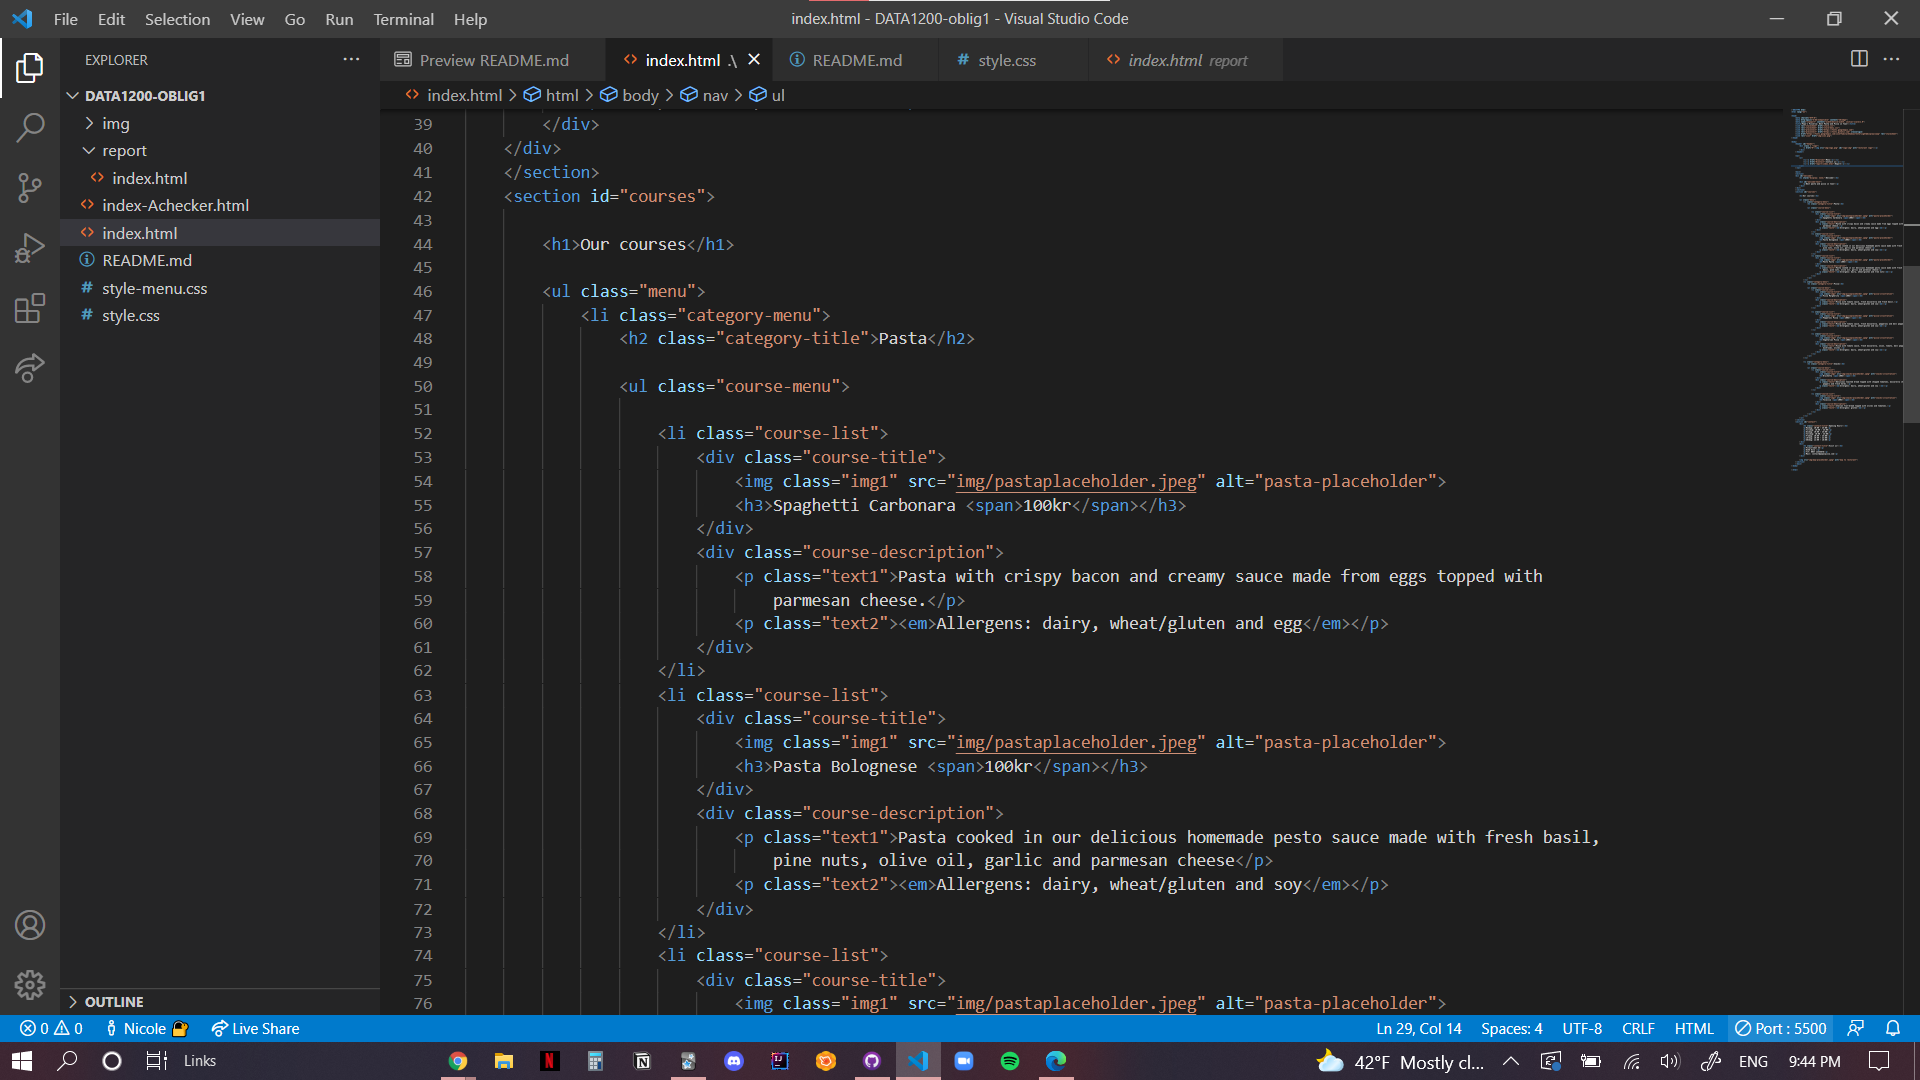 File Edit Selection View Go Run Terminal Help
index.html - DATA1200-oblig1 - Visual Studio Code
EXPLORER
DATA1200-OBLIG1
img
report
index.html
index-Achecker.html
index.html
README.md
style-menu.css
style.css
OUTLINE
Preview README.md
index.html .\
README.md
style.css
index.html report
index.html > html > body > nav > ul
39 </div>
40 </div>
41 </section>
42 <section id="courses">
43
44 <h1>Our courses</h1>
45
46 <ul class="menu">
47 <li class="category-menu">
48 <h2 class="category-title">Pasta</h2>
49
50 <ul class="course-menu">
51
52 <li class="course-list">
53 <div class="course-title">
54 <img class="img1" src="img/pastaplaceholder.jpeg" alt="pasta-placeholder">
55 <h3>Spaghetti Carbonara <span>100kr</span></h3>
56 </div>
57 <div class="course-description">
58 <p class="text1">Pasta with crispy bacon and creamy sauce made from eggs topped with
59 parmesan cheese.</p>
60 <p class="text2"><em>Allergens: dairy, wheat/gluten and egg</em></p>
61 </div>
62 </li>
63 <li class="course-list">
64 <div class="course-title">
65 <img class="img1" src="img/pastaplaceholder.jpeg" alt="pasta-placeholder">
66 <h3>Pasta Bolognese <span>100kr</span></h3>
67 </div>
68 <div class="course-description">
69 <p class="text1">Pasta cooked in our delicious homemade pesto sauce made with fresh basil,
70 pine nuts, olive oil, garlic and parmesan cheese</p>
71 <p class="text2"><em>Allergens: dairy, wheat/gluten and soy</em></p>
72 </div>
73 </li>
74 <li class="course-list">
75 <div class="course-title">
76 <img class="img1" src="img/pastaplaceholder.jpeg" alt="pasta-placeholder">
0 0 Nicole Live Share
Ln 29, Col 14 Spaces: 4 UTF-8 CRLF HTML Port : 5500
Links
42°F Mostly cl... ENG 9:44 PM